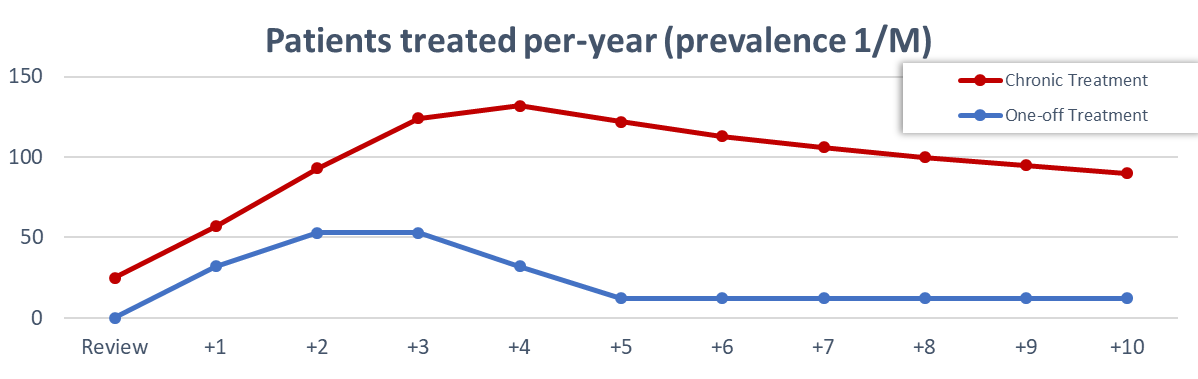 Patients treated per-year (prevalence 1/M)
150
Chronic Treatment
One-off Treatment
100
50
0
Review +1 +2 +3 +4 +5 +6 +7 +8 +9 +10